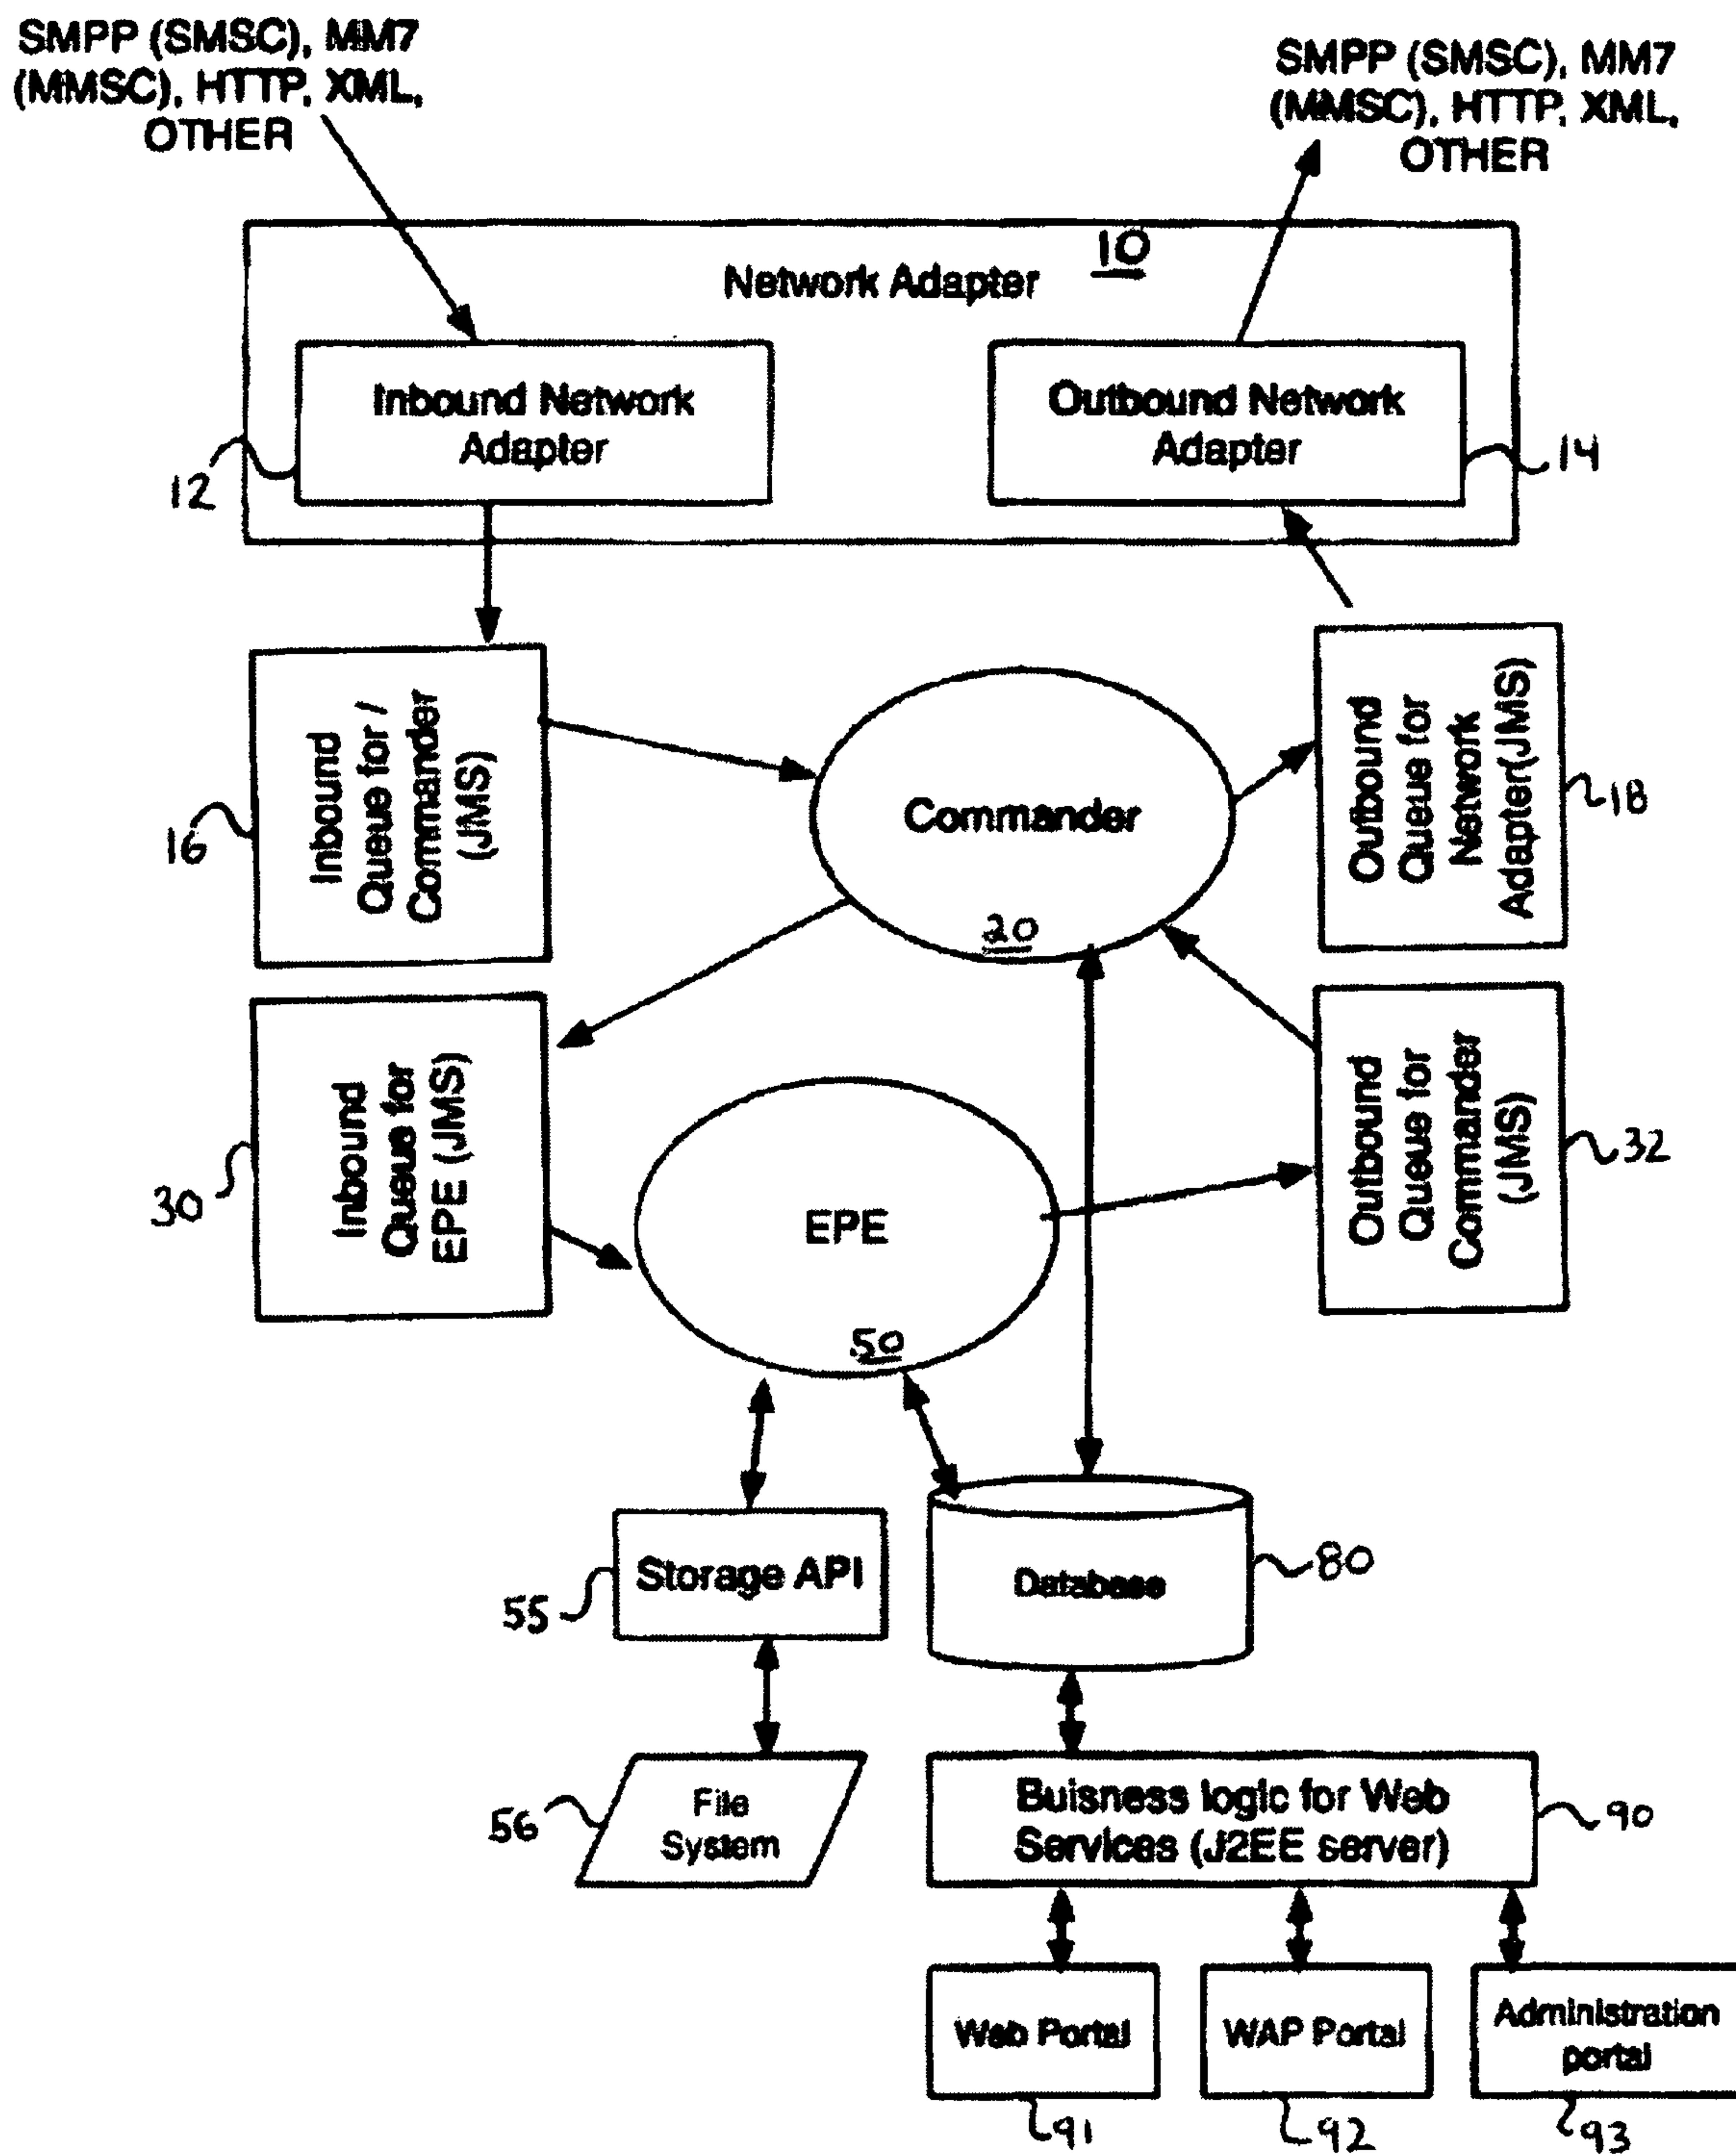 SMPP (SMSC), MM7
(MMSC), HTTP, XML,
OTHER
SMPP (SMSC), MM7
(MMSC), HTTP, XML,
OTHER
10
Network Adapter
Inbound Network
Adapter
12
Outbound Network
Adapter
14
Inbound
Queue for /
Commander
(JMS)
16
Commander
20
Outbound
Queue for
Network
Adapter(JMS)
18
Inbound
Queue for
EPE (JMS)
30
EPE
50
Outbound
Queue for
Commander
(JMS)
32
Storage API
55
Database
80
File
System
56
Buisness logic for Web
Services (J2EE server)
90
Web Portal
91
WAP Portal
92
Administration
portal
93